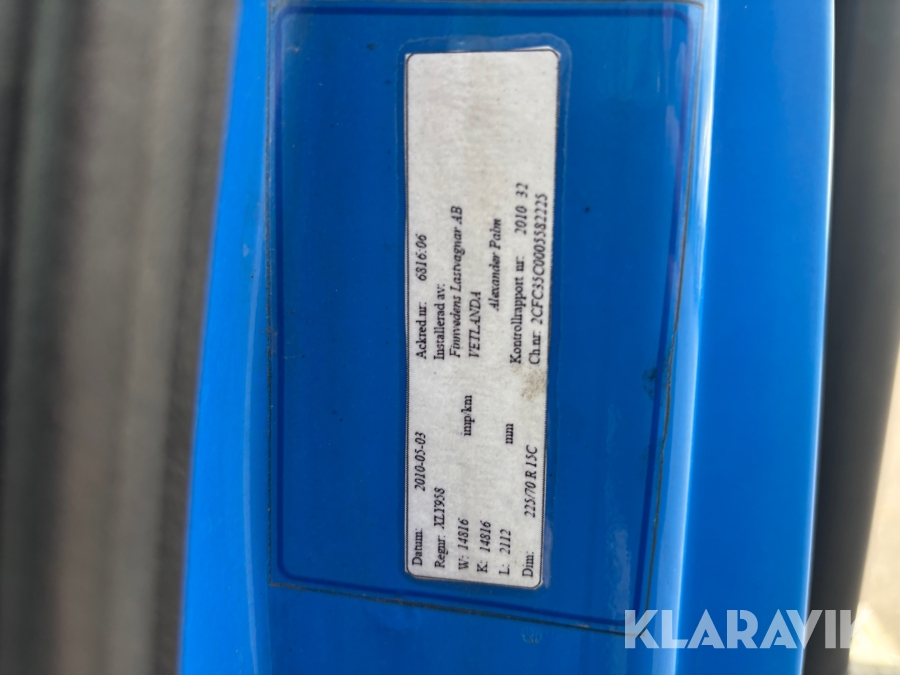 Datum: 2010-05-03 Ackred.nr: 6816:06
Regnr: XLY958 Installerad av:
W: 14816 imp/km Finnvedens Lastvagnar AB
K: 14816 VETLANDA
L: 2112 mm Alexander Palm
Kontrollrapport nr: 2010 32
Dim: 225/70 R 15C Ch.nr: 2CFC35C0005582225
KLARAVIK